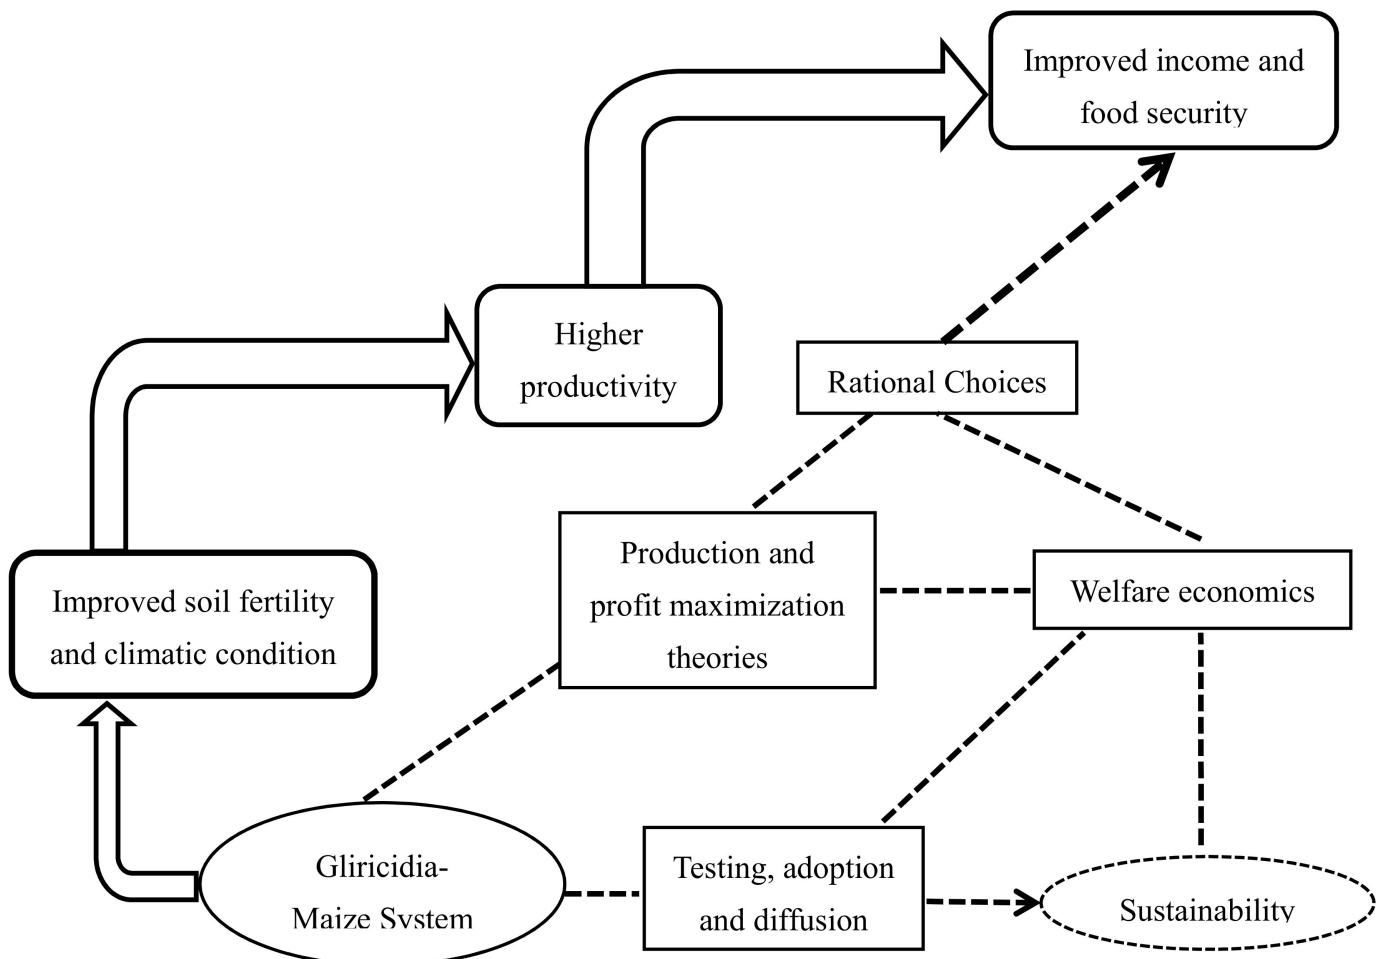 Improved income and
food security
Higher
productivity
Rational Choices
Production and
profit maximization
theories
Welfare economics
Improved soil fertility
and climatic condition
Gliricidia-
Maize System
Testing, adoption
and diffusion
Sustainability